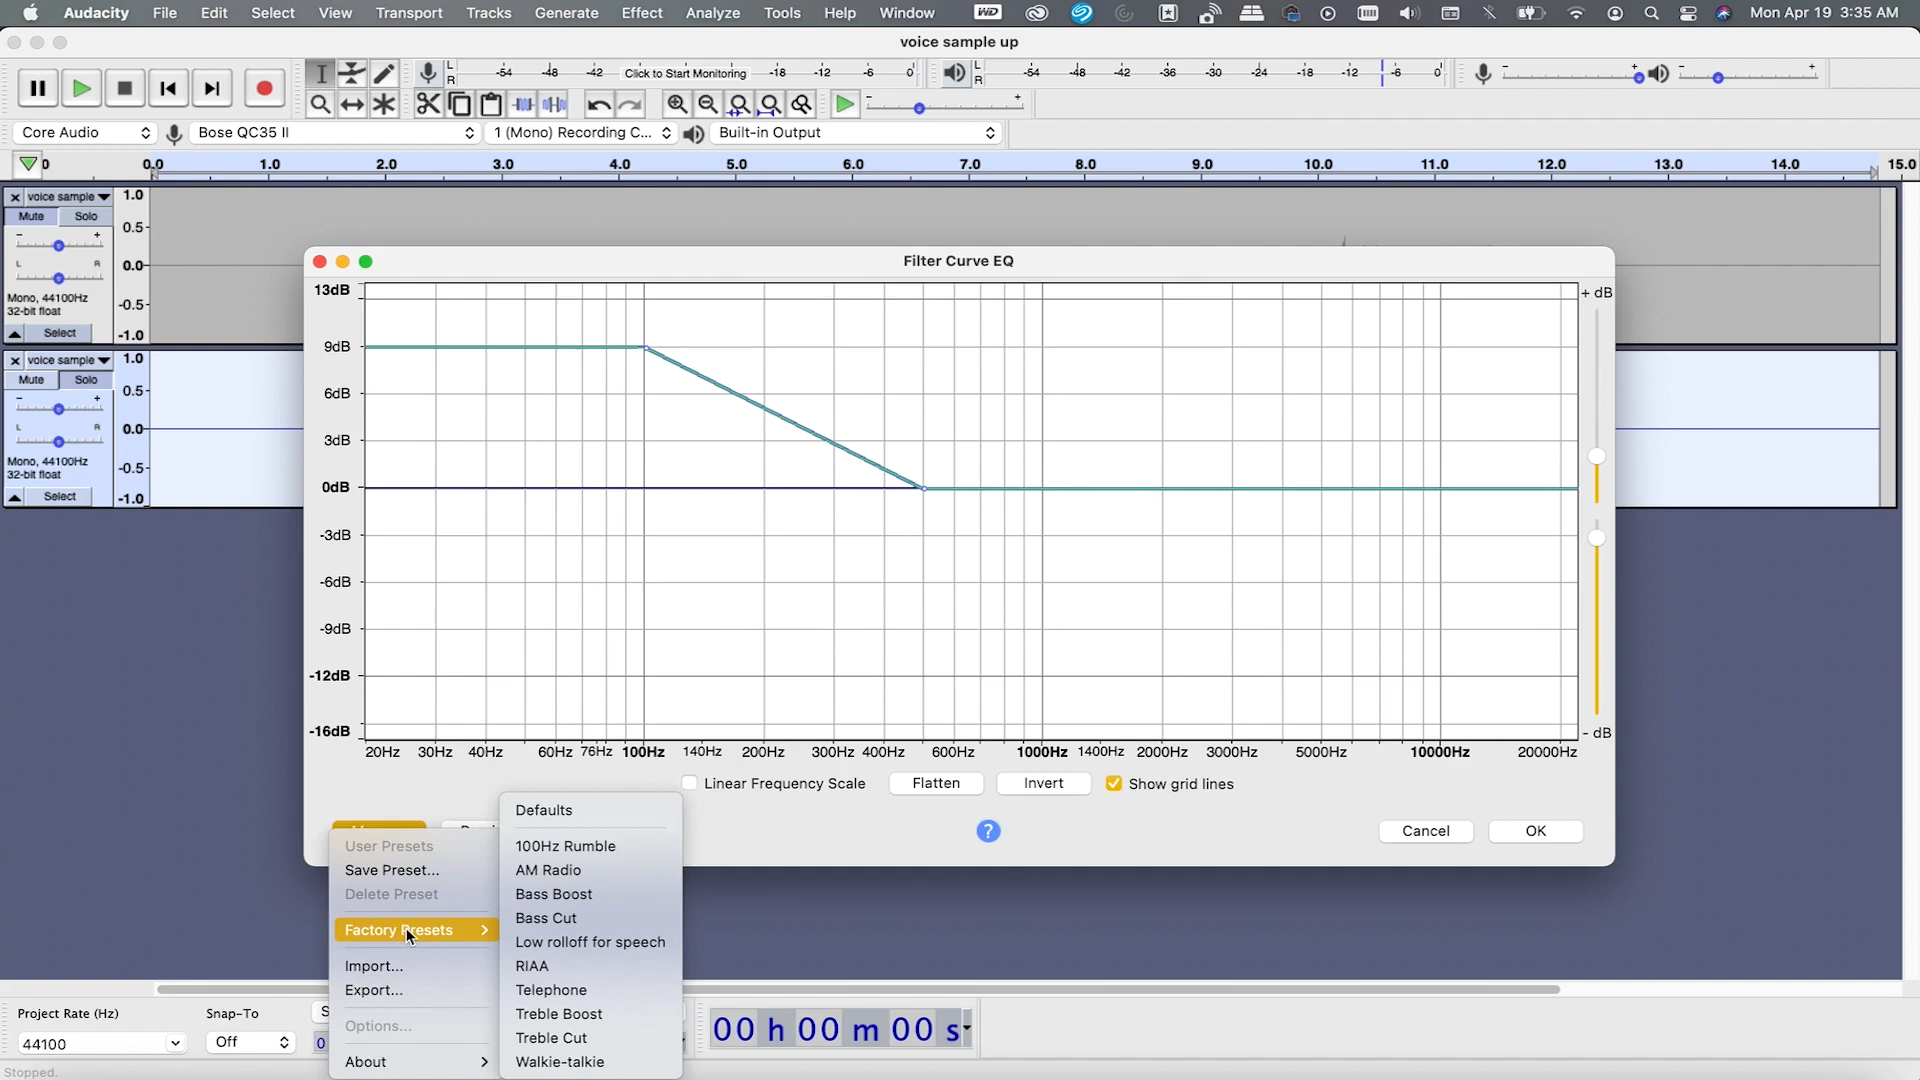 Audacity File Edit Select View Transport Tracks Generate Effect Analyze Tools Help Window WD Mon Apr 19 3:35 AM
voice sample up
L -54 -48 -42 Click to Start Monitoring -18 -12 -6 0 L -54 -48 -42 -36 -30 -24 -18 -12 -6 0 - + - +
R R
- +
Core Audio Bose QC35 II 1 (Mono) Recording C... Built-in Output
0 0.0 1.0 2.0 3.0 4.0 5.0 6.0 7.0 8.0 9.0 10.0 11.0 12.0 13.0 14.0 15.0
voice sample 1.0
Mute Solo
- + 0.5
L R 0.0
Mono, 44100Hz
32-bit float -0.5
Select -1.0
voice sample 1.0
Mute Solo
- + 0.5
L R 0.0
Mono, 44100Hz
32-bit float -0.5
Select -1.0
Filter Curve EQ
13dB + dB
9dB
6dB
3dB
0dB
-3dB
-6dB
-9dB
-12dB
-16dB - dB
20Hz 30Hz 40Hz 60Hz 76Hz 100Hz 140Hz 200Hz 300Hz 400Hz 600Hz 1000Hz 1400Hz 2000Hz 3000Hz 5000Hz 10000Hz 20000Hz
Linear Frequency Scale Flatten Invert Show grid lines
? Cancel OK
User Presets
Save Preset...
Delete Preset
Factory Presets
Import...
Export...
Options...
About
Defaults
100Hz Rumble
AM Radio
Bass Boost
Bass Cut
Low rolloff for speech
RIAA
Telephone
Treble Boost
Treble Cut
Walkie-talkie
Project Rate (Hz) Snap-To S
44100 Off 0 00 h 00 m 00 s
Stopped.